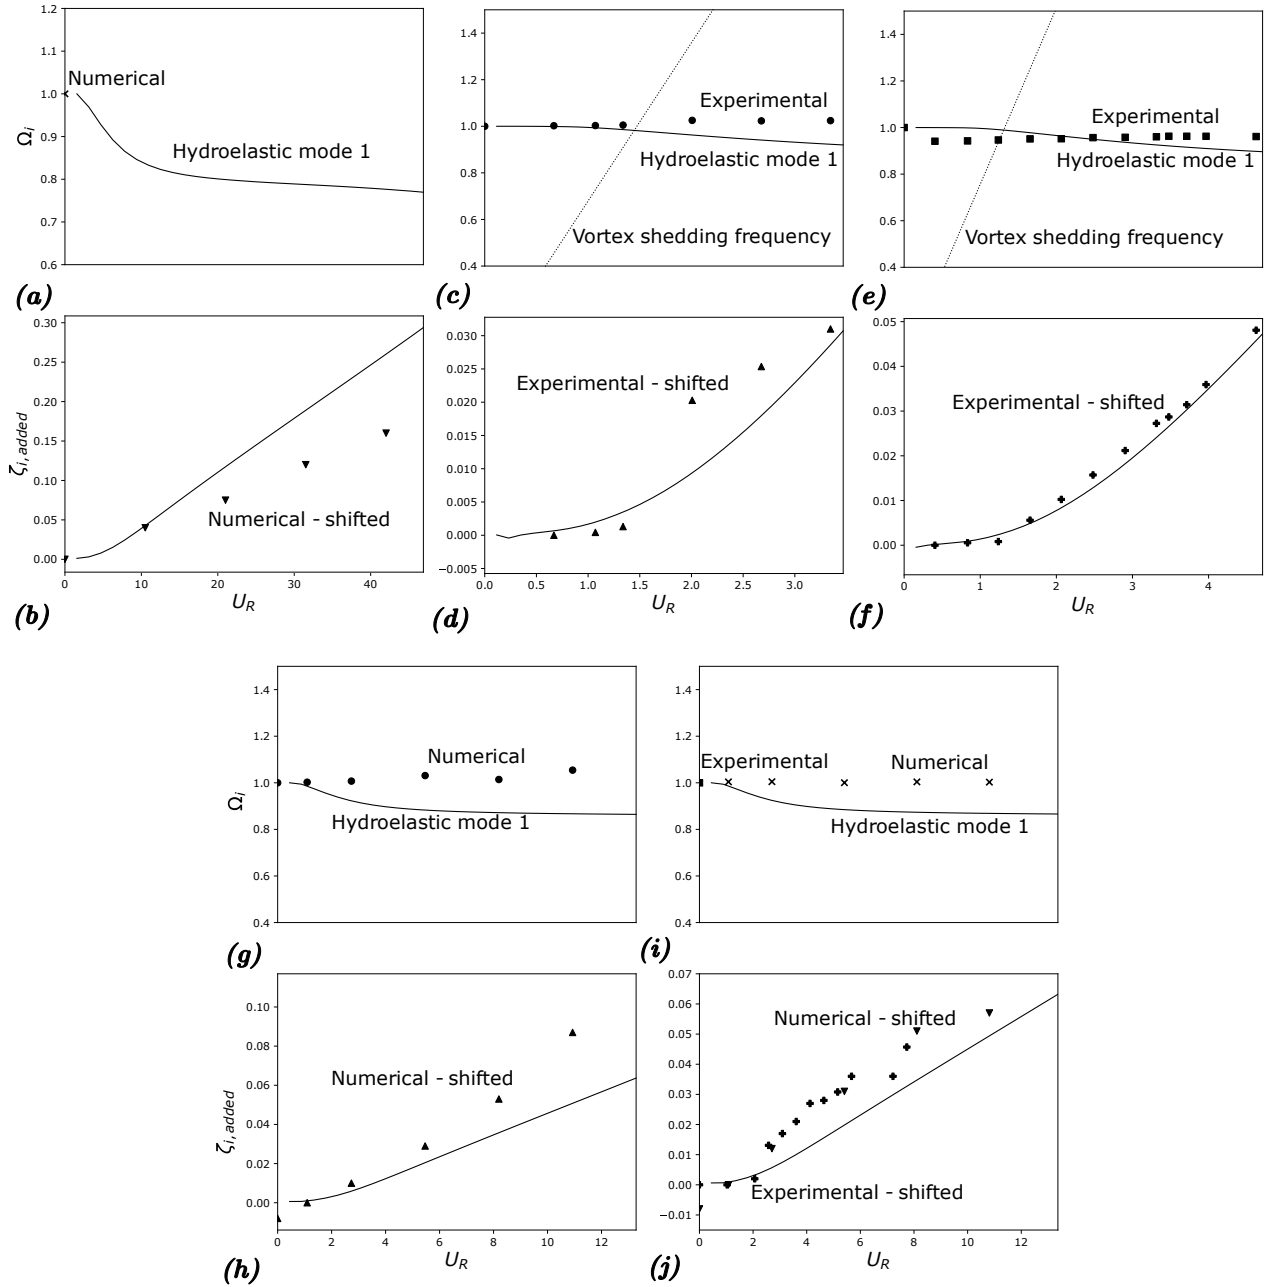 1.2
1.1
1.0
0.9
0.8
0.7
0.6
Ω_i
Numerical
Hydroelastic mode 1
(a)
1.4
1.2
1.0
0.8
0.6
0.4
Experimental
Hydroelastic mode 1
Vortex shedding frequency
(c)
1.4
1.2
1.0
0.8
0.6
0.4
Experimental
Hydroelastic mode 1
Vortex shedding frequency
(e)
0.30
0.25
0.20
0.15
0.10
0.05
0.00
ζ_{i,added}
Numerical - shifted
0 10 20 30 40
U_R
(b)
0.030
0.025
0.020
0.015
0.010
0.005
0.000
−0.005
Experimental - shifted
0.0 0.5 1.0 1.5 2.0 2.5 3.0
U_R
(d)
0.05
0.04
0.03
0.02
0.01
0.00
Experimental - shifted
0 1 2 3 4
U_R
(f)
1.4
1.2
1.0
0.8
0.6
0.4
Ω_i
Numerical
Hydroelastic mode 1
(g)
1.4
1.2
1.0
0.8
0.6
0.4
Experimental Numerical
Hydroelastic mode 1
(i)
0.10
0.08
0.06
0.04
0.02
0.00
ζ_{i,added}
Numerical - shifted
0 2 4 6 8 10 12
U_R
(h)
0.07
0.06
0.05
0.04
0.03
0.02
0.01
0.00
−0.01
Numerical - shifted
Experimental - shifted
0 2 4 6 8 10 12
U_R
(j)